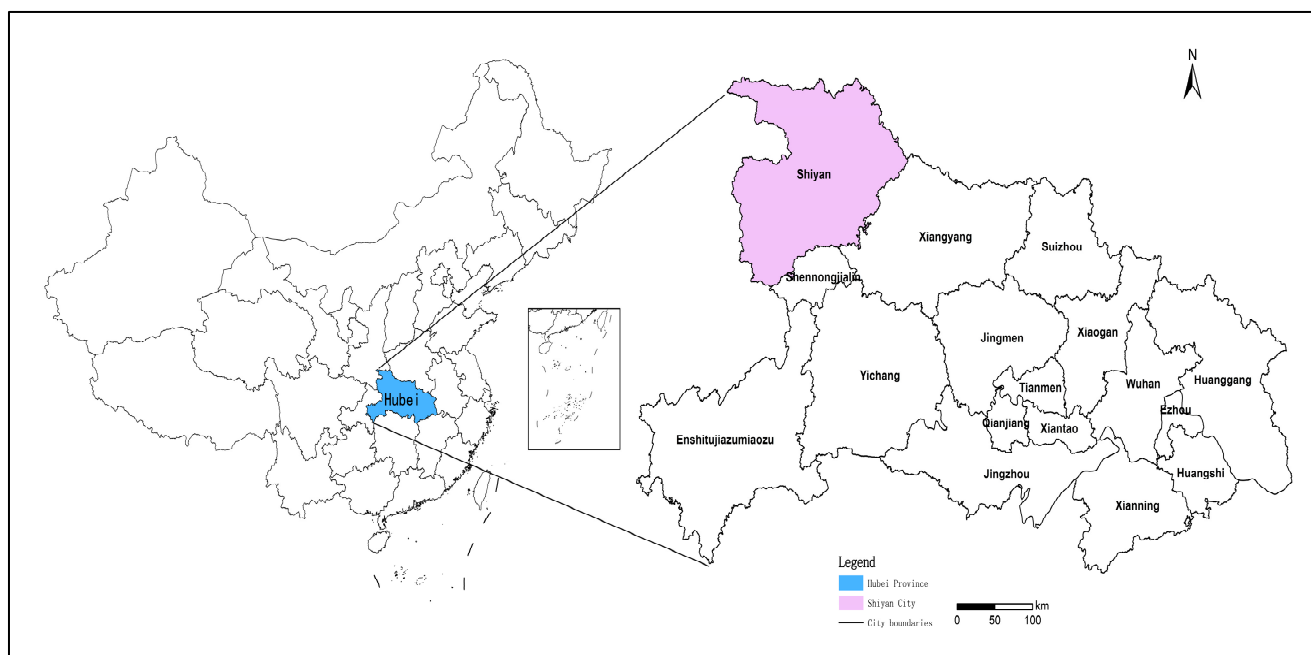 N
Shiyan
Xiangyang
Suizhou
Shennongjialin
Xiaogan
Jingmen
Yichang
Tianmen
Wuhan
Huanggang
Hubei
Ezhou
Qianjiang
Xiantao
Enshitujiazumiaozu
Jingzhou
Huangshi
Xianning
Legend
Hubei Province
Shiyan City
City boundaries
km
0 50 100